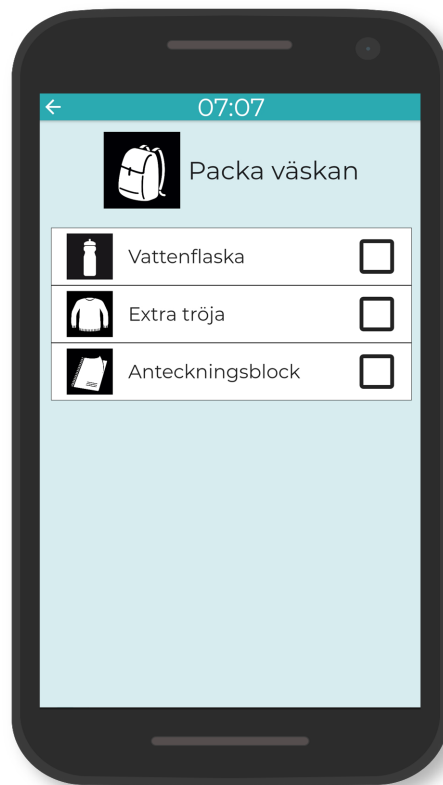 07:07
Packa väskan
Vattenflaska
Extra tröja
Anteckningsblock